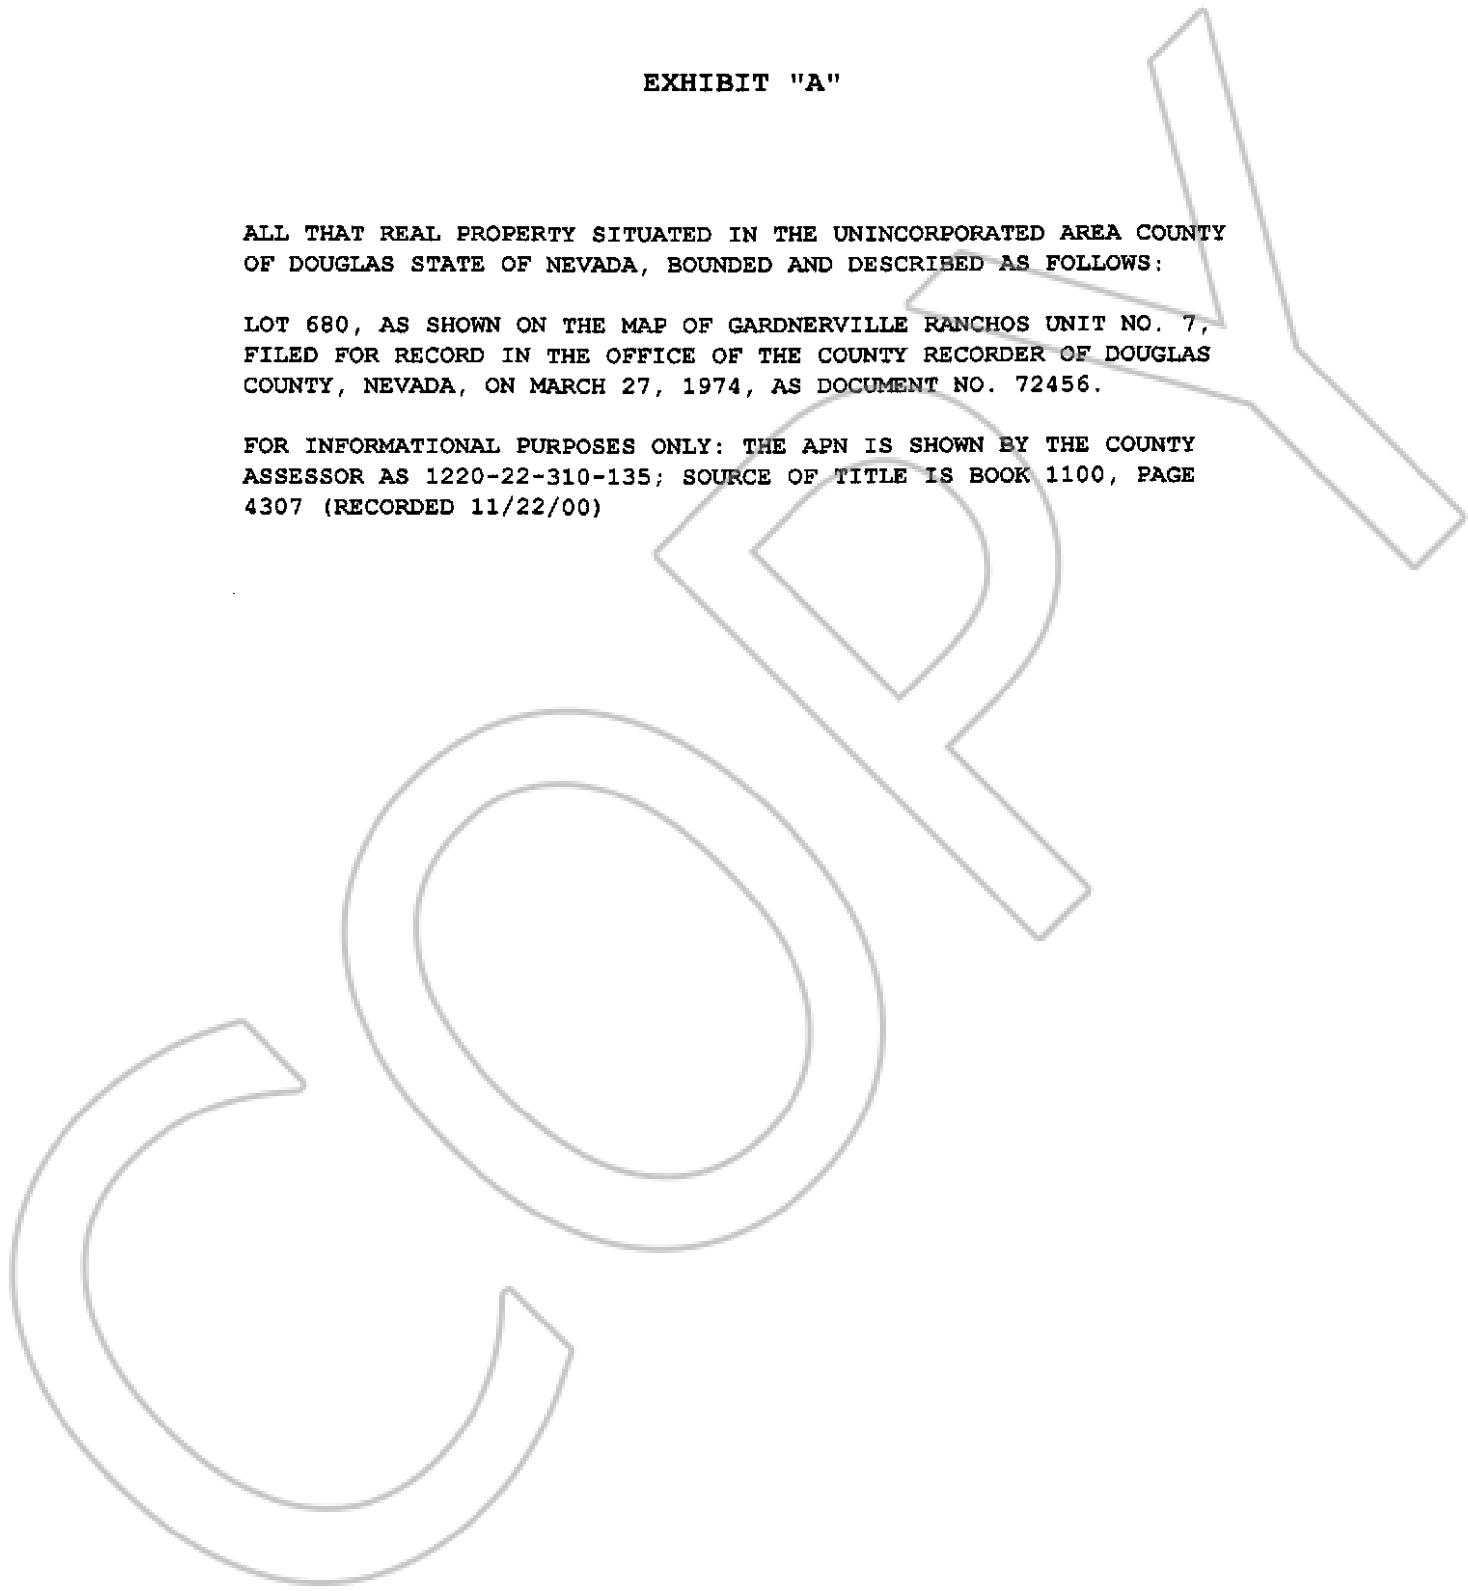 EXHIBIT "A"
ALL THAT REAL PROPERTY SITUATED IN THE UNINCORPORATED AREA COUNTY
OF DOUGLAS STATE OF NEVADA, BOUNDED AND DESCRIBED AS FOLLOWS:
LOT 680, AS SHOWN ON THE MAP OF GARDNERVILLE RANCHOS UNIT NO. 7,
FILED FOR RECORD IN THE OFFICE OF THE COUNTY RECORDER OF DOUGLAS
COUNTY, NEVADA, ON MARCH 27, 1974, AS DOCUMENT NO. 72456.
FOR INFORMATIONAL PURPOSES ONLY: THE APN IS SHOWN BY THE COUNTY
ASSESSOR AS 1220-22-310-135; SOURCE OF TITLE IS BOOK 1100, PAGE
4307 (RECORDED 11/22/00)
COPY